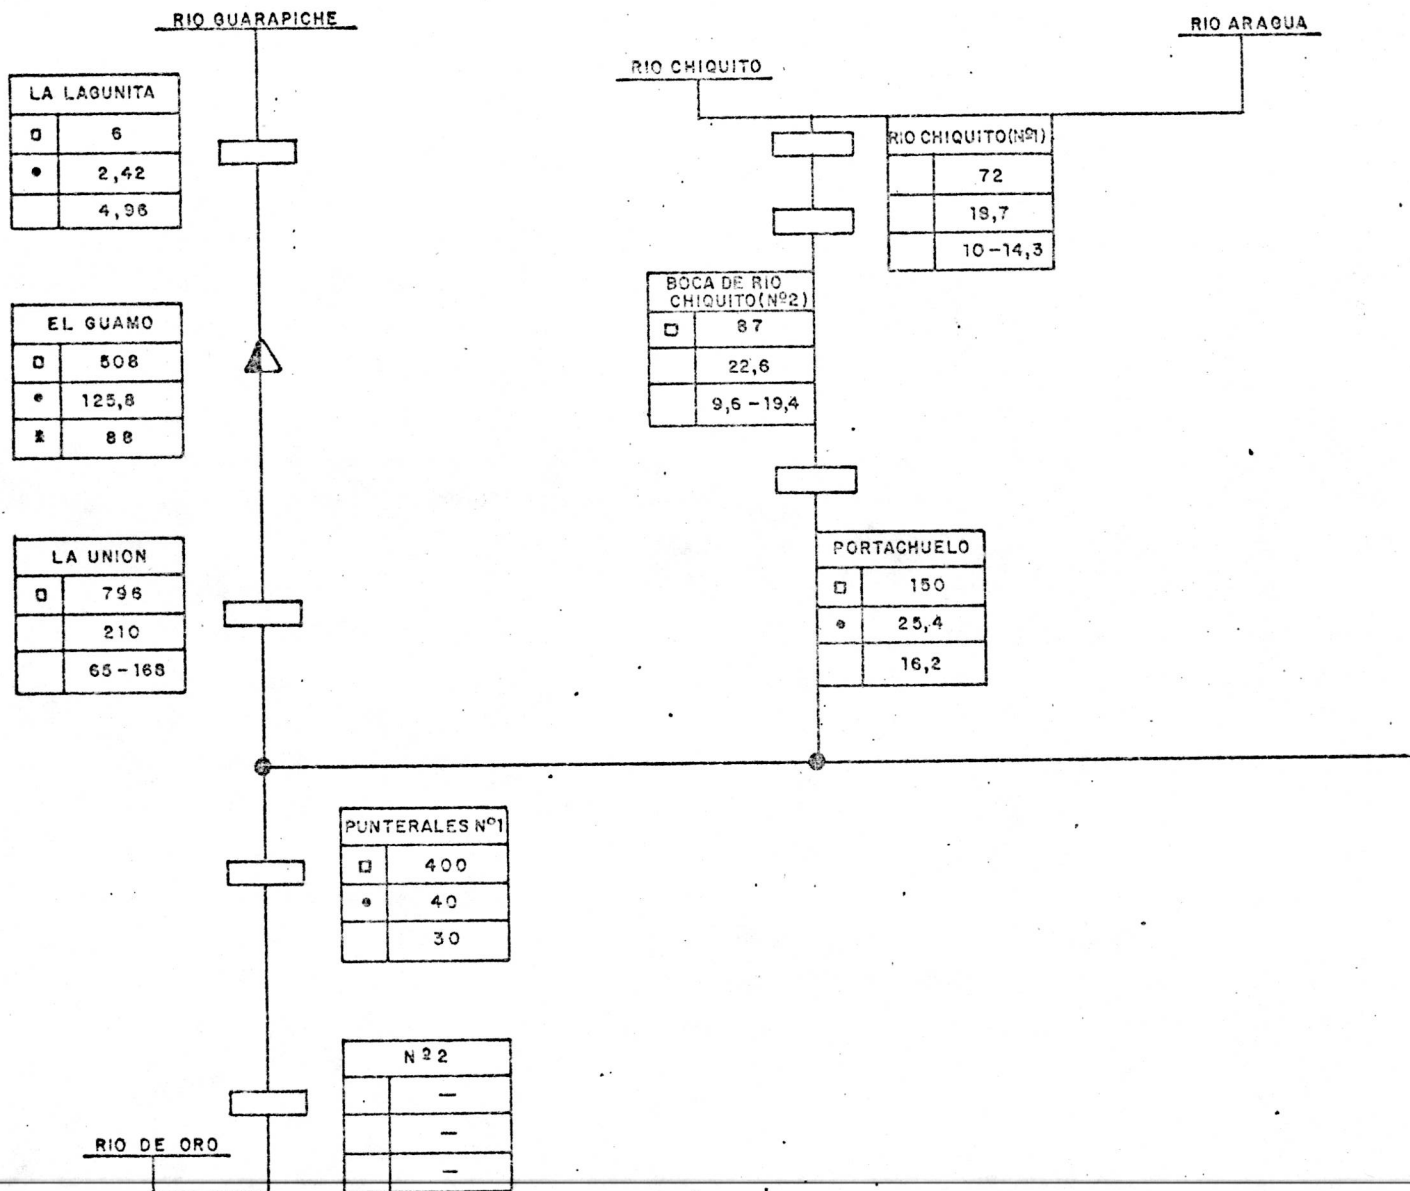 RIO GUARAPICHE
RIO ARAGUA
RIO CHIQUITO
LA LAGUNITA
6
2,42
4,96
RIO CHIQUITO(Nº1)
72
18,7
10-14,3
BOCA DE RIO
CHIQUITO(Nº2)
87
22,6
9,6-19,4
EL GUAMO
508
125,8
88
LA UNION
796
210
65-168
PORTACHUELO
150
25,4
16,2
PUNTERALES Nº1
400
40
30
Nº2
—
—
—
RIO DE ORO